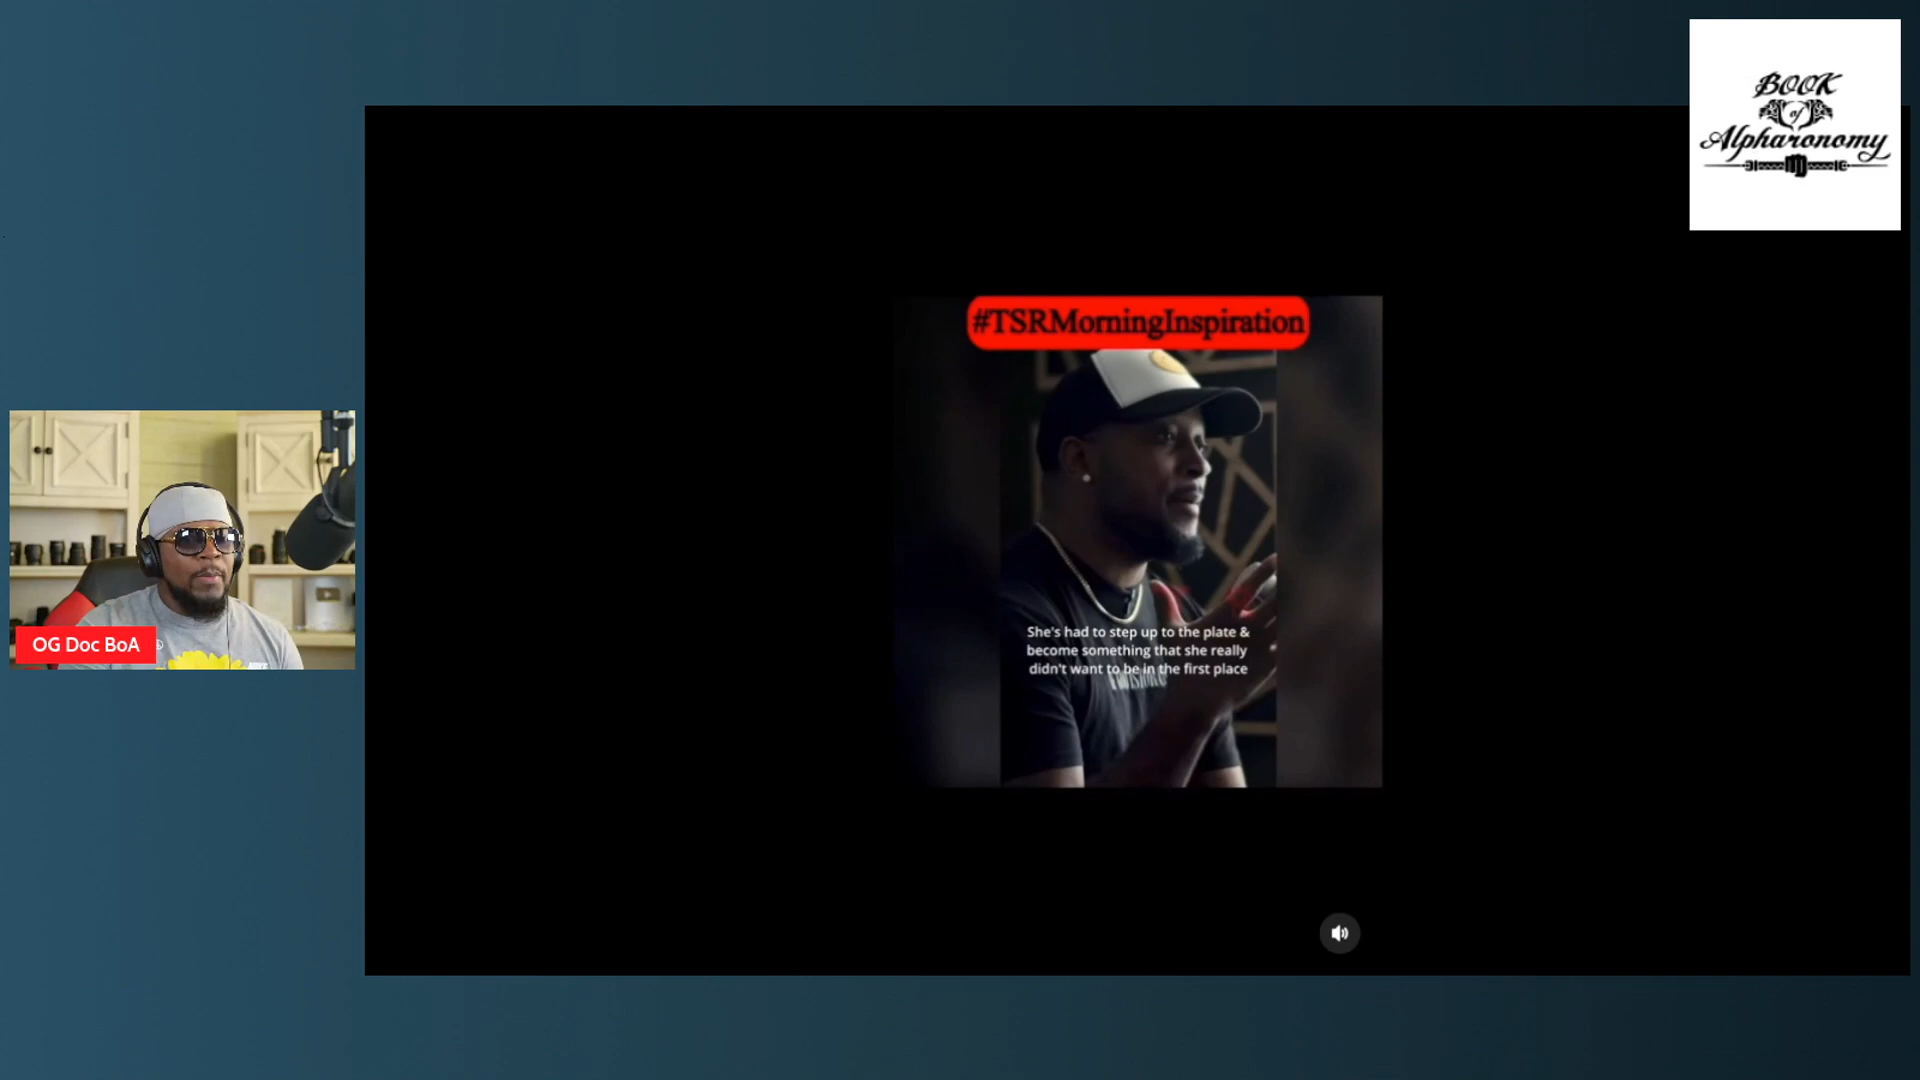 BOOK
of
Alpharonomy
#TSRMorningInspiration
She's had to step up to the plate &
become something that she really
didn't want to be in the first place
OG Doc BoA